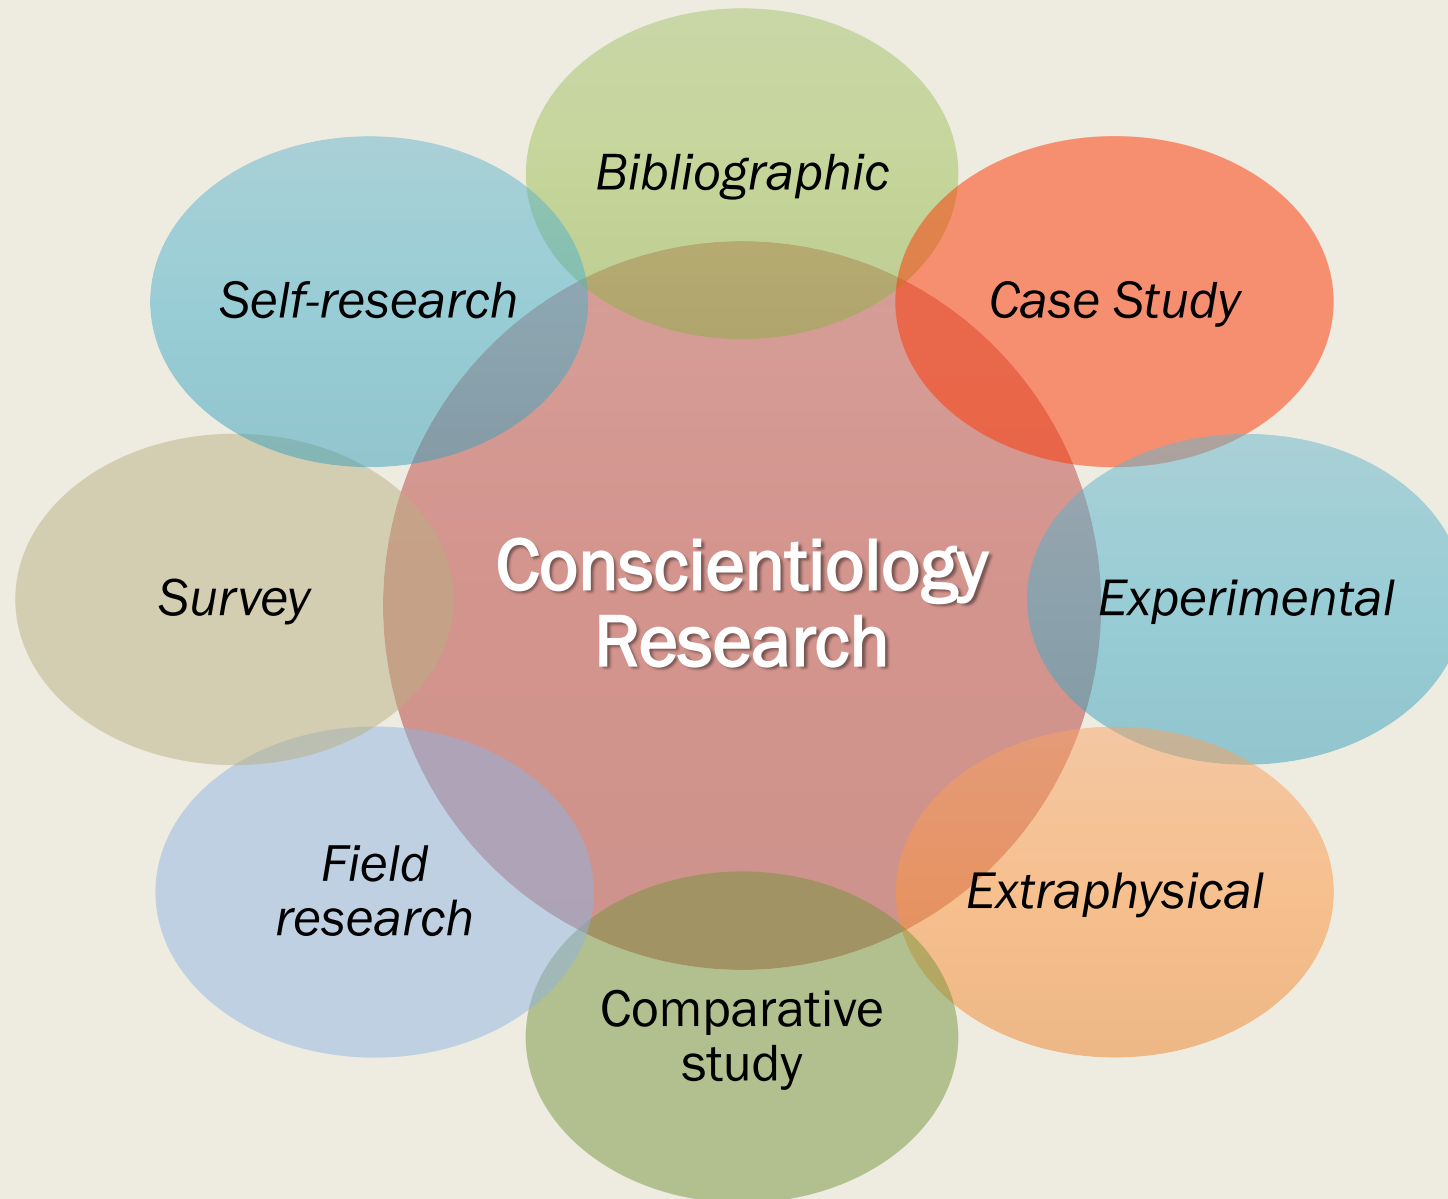 Bibliographic
Self-research
Case Study
Conscientiology
Research
Survey
Experimental
Field
research
Extraphysical
Comparative
study